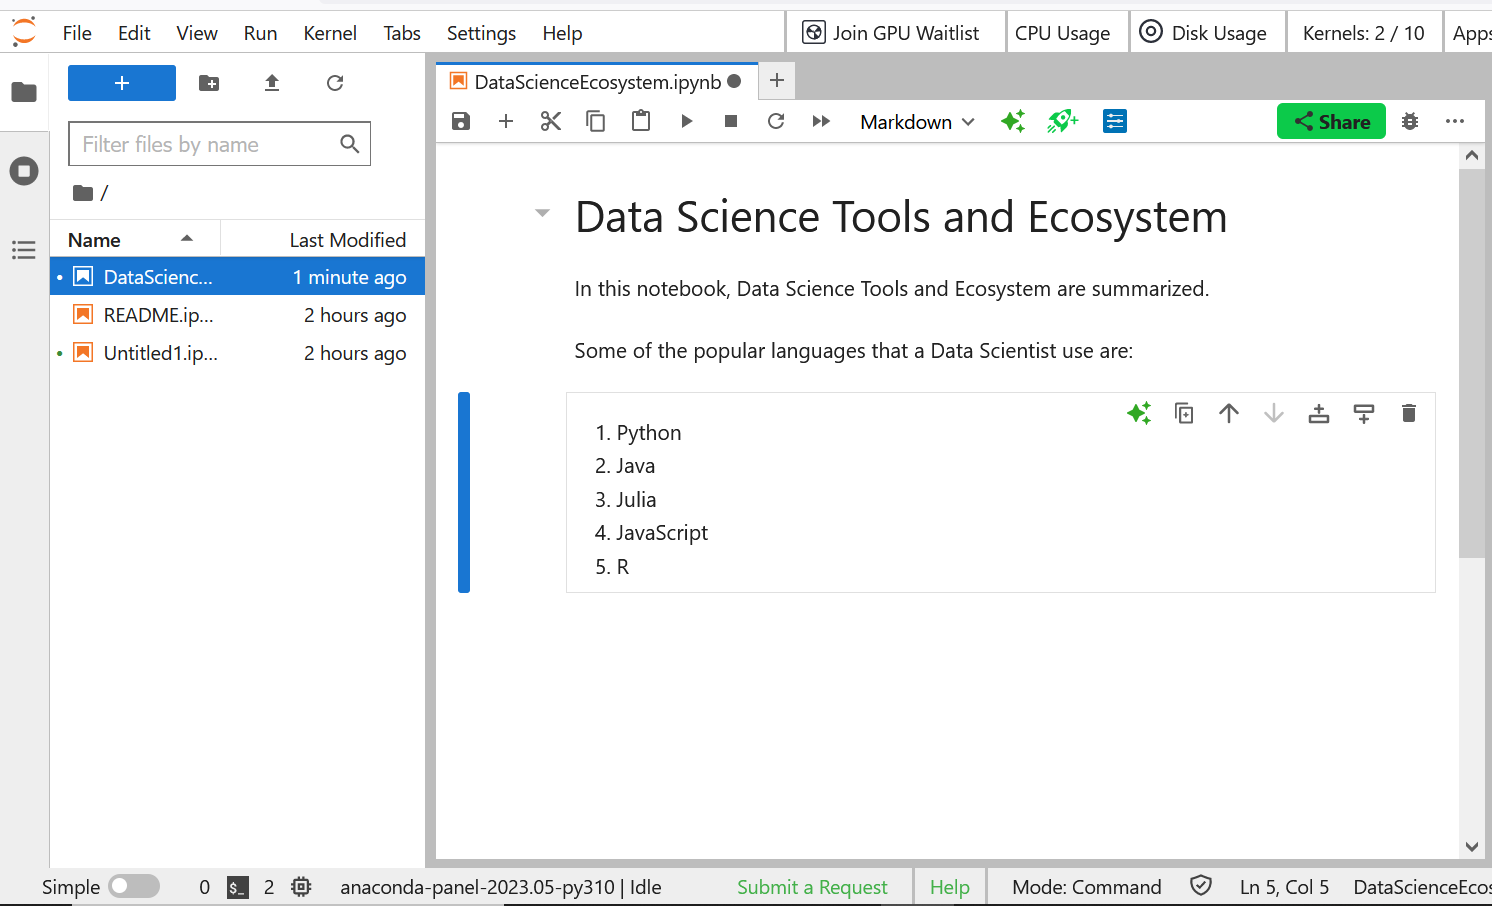 File Edit View Run Kernel Tabs Settings Help Join GPU Waitlist CPU Usage Disk Usage Kernels: 2 / 10 Apps
DataScienceEcosystem.ipynb
Markdown Share
Filter files by name
/
Name Last Modified
DataScienc... 1 minute ago
README.ip... 2 hours ago
Untitled1.ip... 2 hours ago
Data Science Tools and Ecosystem
In this notebook, Data Science Tools and Ecosystem are summarized.
Some of the popular languages that a Data Scientist use are:
1. Python
2. Java
3. Julia
4. JavaScript
5. R
Simple 0 $_ 2 anaconda-panel-2023.05-py310 | Idle Submit a Request Help Mode: Command Ln 5, Col 5 DataScienceEcos